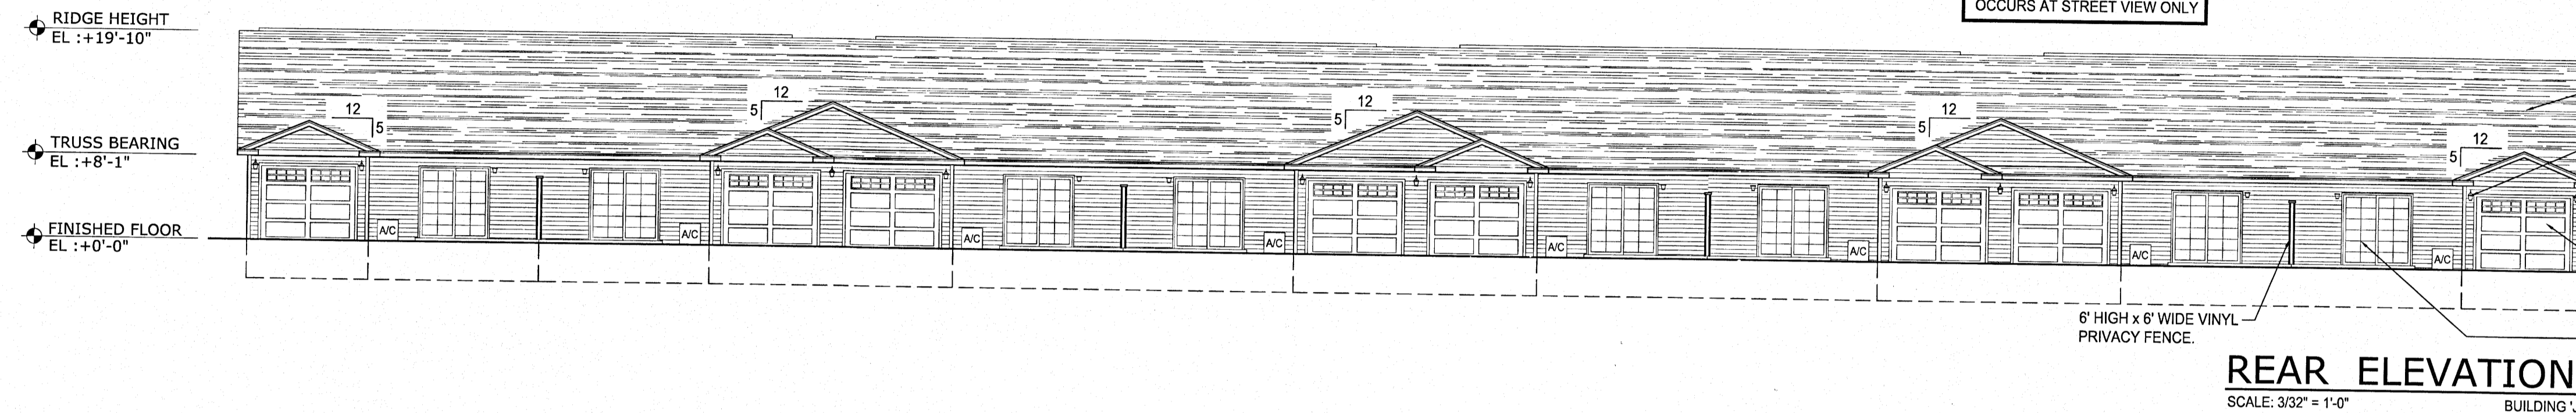 OCCURS AT STREET VIEW ONLY
RIDGE HEIGHT
EL :+19'-10"
12
5
12
5
12
5
12
5
12
5
TRUSS BEARING
EL :+8'-1"
FINISHED FLOOR
EL :+0'-0"
A/C
A/C
A/C
A/C
A/C
A/C
A/C
A/C
6' HIGH x 6' WIDE VINYL
PRIVACY FENCE.
REAR ELEVATION
SCALE: 3/32" = 1'-0"
BUILDING